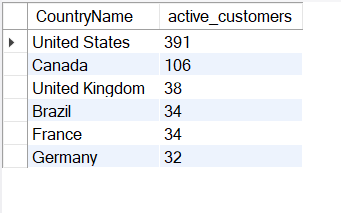 CountryName active_customers
United States 391
Canada 106
United Kingdom 38
Brazil 34
France 34
Germany 32